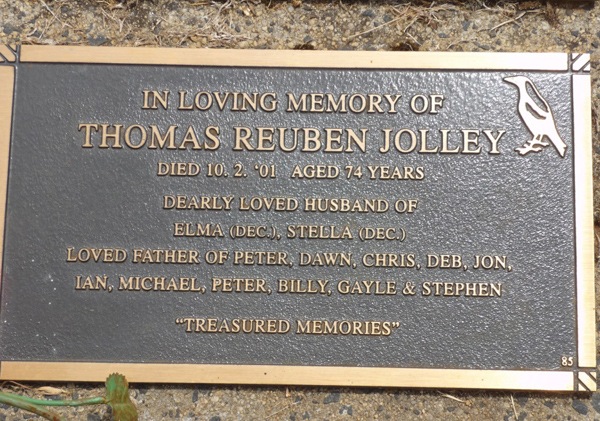 IN LOVING MEMORY OF
THOMAS REUBEN JOLLEY
DIED 10. 2. '01 AGED 74 YEARS
DEARLY LOVED HUSBAND OF
ELMA (DEC.), STELLA (DEC.)
LOVED FATHER OF PETER, DAWN, CHRIS, DEB, JON,
IAN, MICHAEL, PETER, BILLY, GAYLE & STEPHEN
"TREASURED MEMORIES"
85